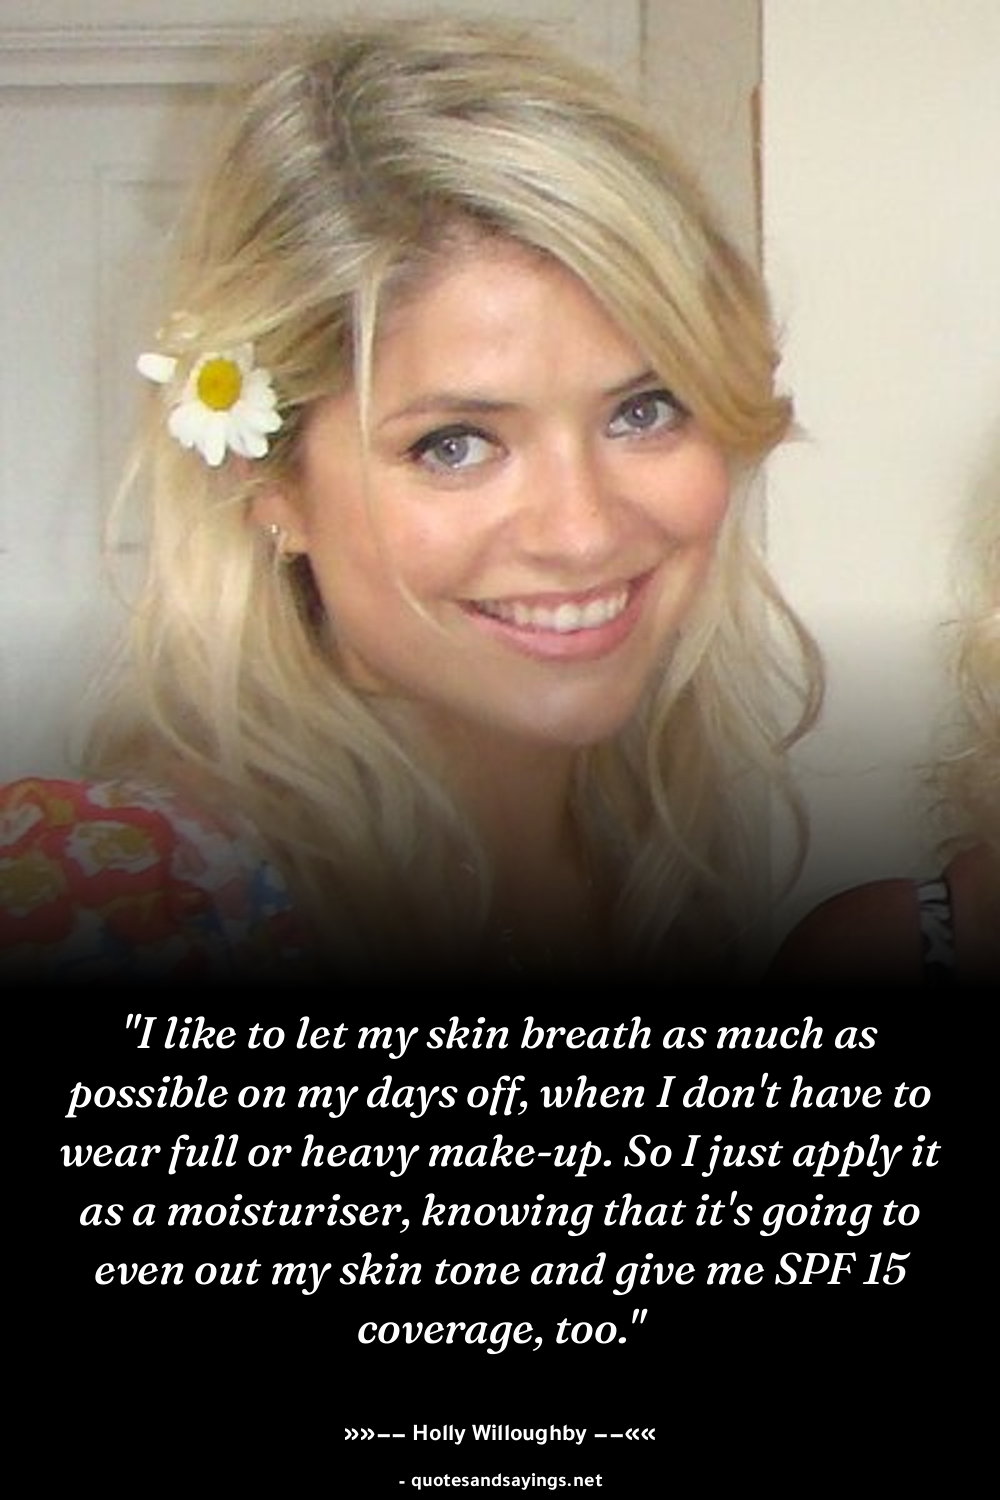 "I like to let my skin breath as much as
possible on my days off, when I don't have to
wear full or heavy make-up. So I just apply it
as a moisturiser, knowing that it's going to
even out my skin tone and give me SPF 15
coverage, too."
»»−− Holly Willoughby −−««
- quotesandsayings.net